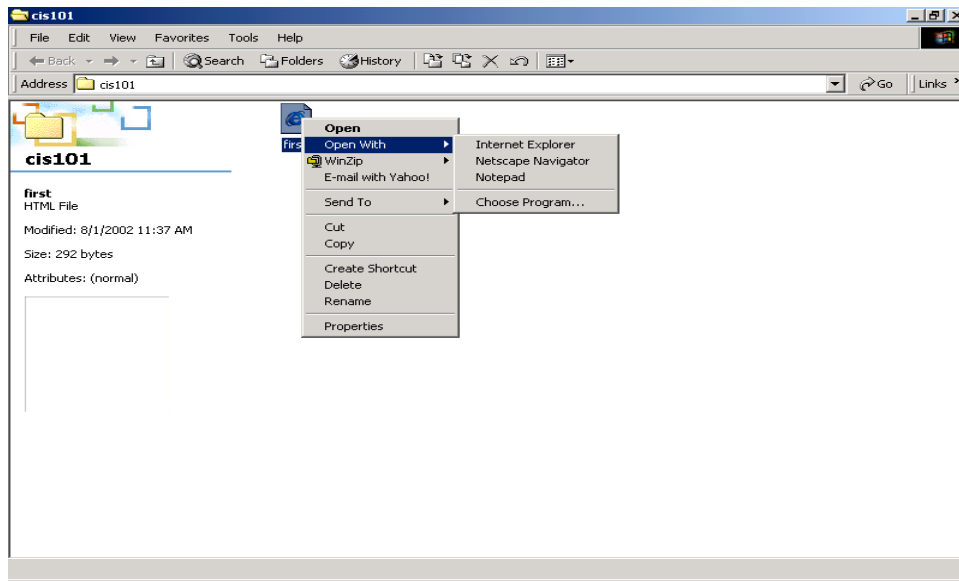 cis101
File Edit View Favorites Tools Help
Back Search Folders History
Address cis101 Go Links
cis101
first
HTML File
Modified: 8/1/2002 11:37 AM
Size: 292 bytes
Attributes: (normal)
firs
Open
Open With
WinZip
E-mail with Yahoo!
Send To
Cut
Copy
Create Shortcut
Delete
Rename
Properties
Internet Explorer
Netscape Navigator
Notepad
Choose Program...